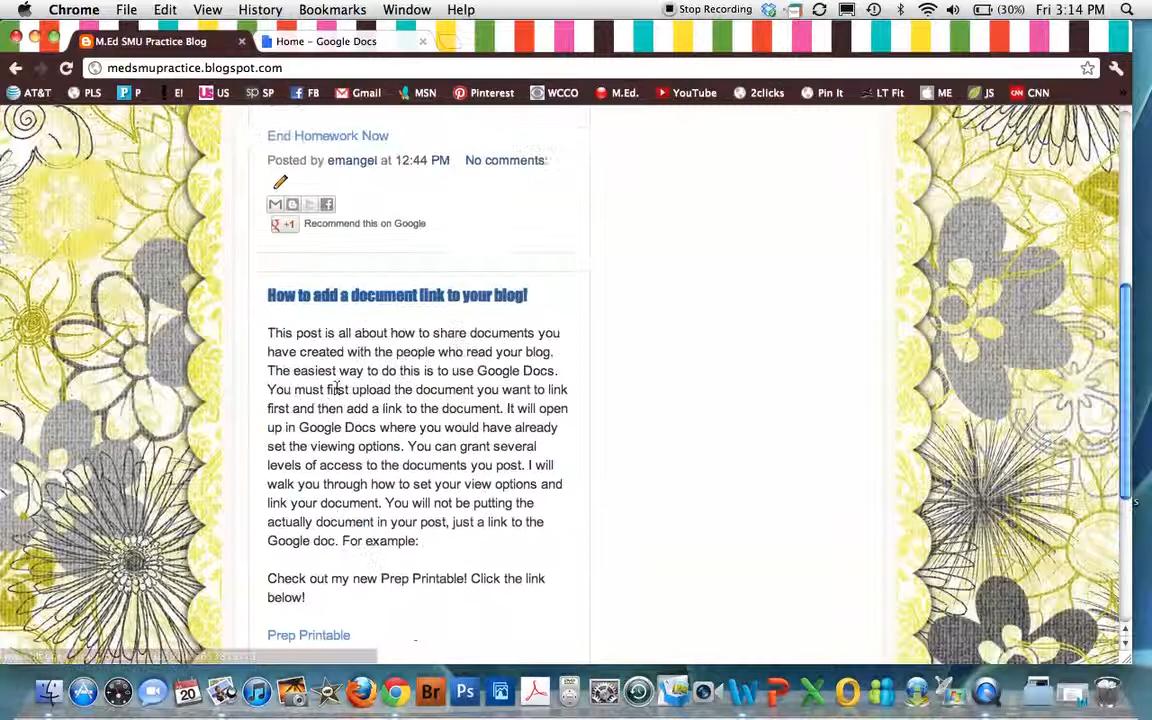 Chrome File Edit View History Bookmarks Window Help Stop Recording (30%) Fri 3:14 PM
M.Ed SMU Practice Blog Home – Google Docs
medsmupractice.blogspot.com
AT&T PLS P EI US SP FB Gmail MSN Pinterest WCCO M.Ed. YouTube 2clicks Pin It LT Fit ME JS CNN
End Homework Now
Posted by emangei at 12:44 PM No comments:
+1 Recommend this on Google
How to add a document link to your blog!
This post is all about how to share documents you
have created with the people who read your blog.
The easiest way to do this is to use Google Docs.
You must first upload the document you want to link
first and then add a link to the document. It will open
up in Google Docs where you would have already
set the viewing options. You can grant several
levels of access to the documents you post. I will
walk you through how to set your view options and
link your document. You will not be putting the
actually document in your post, just a link to the
Google doc. For example:
Check out my new Prep Printable! Click the link
below!
Prep Printable
20 Br Ps